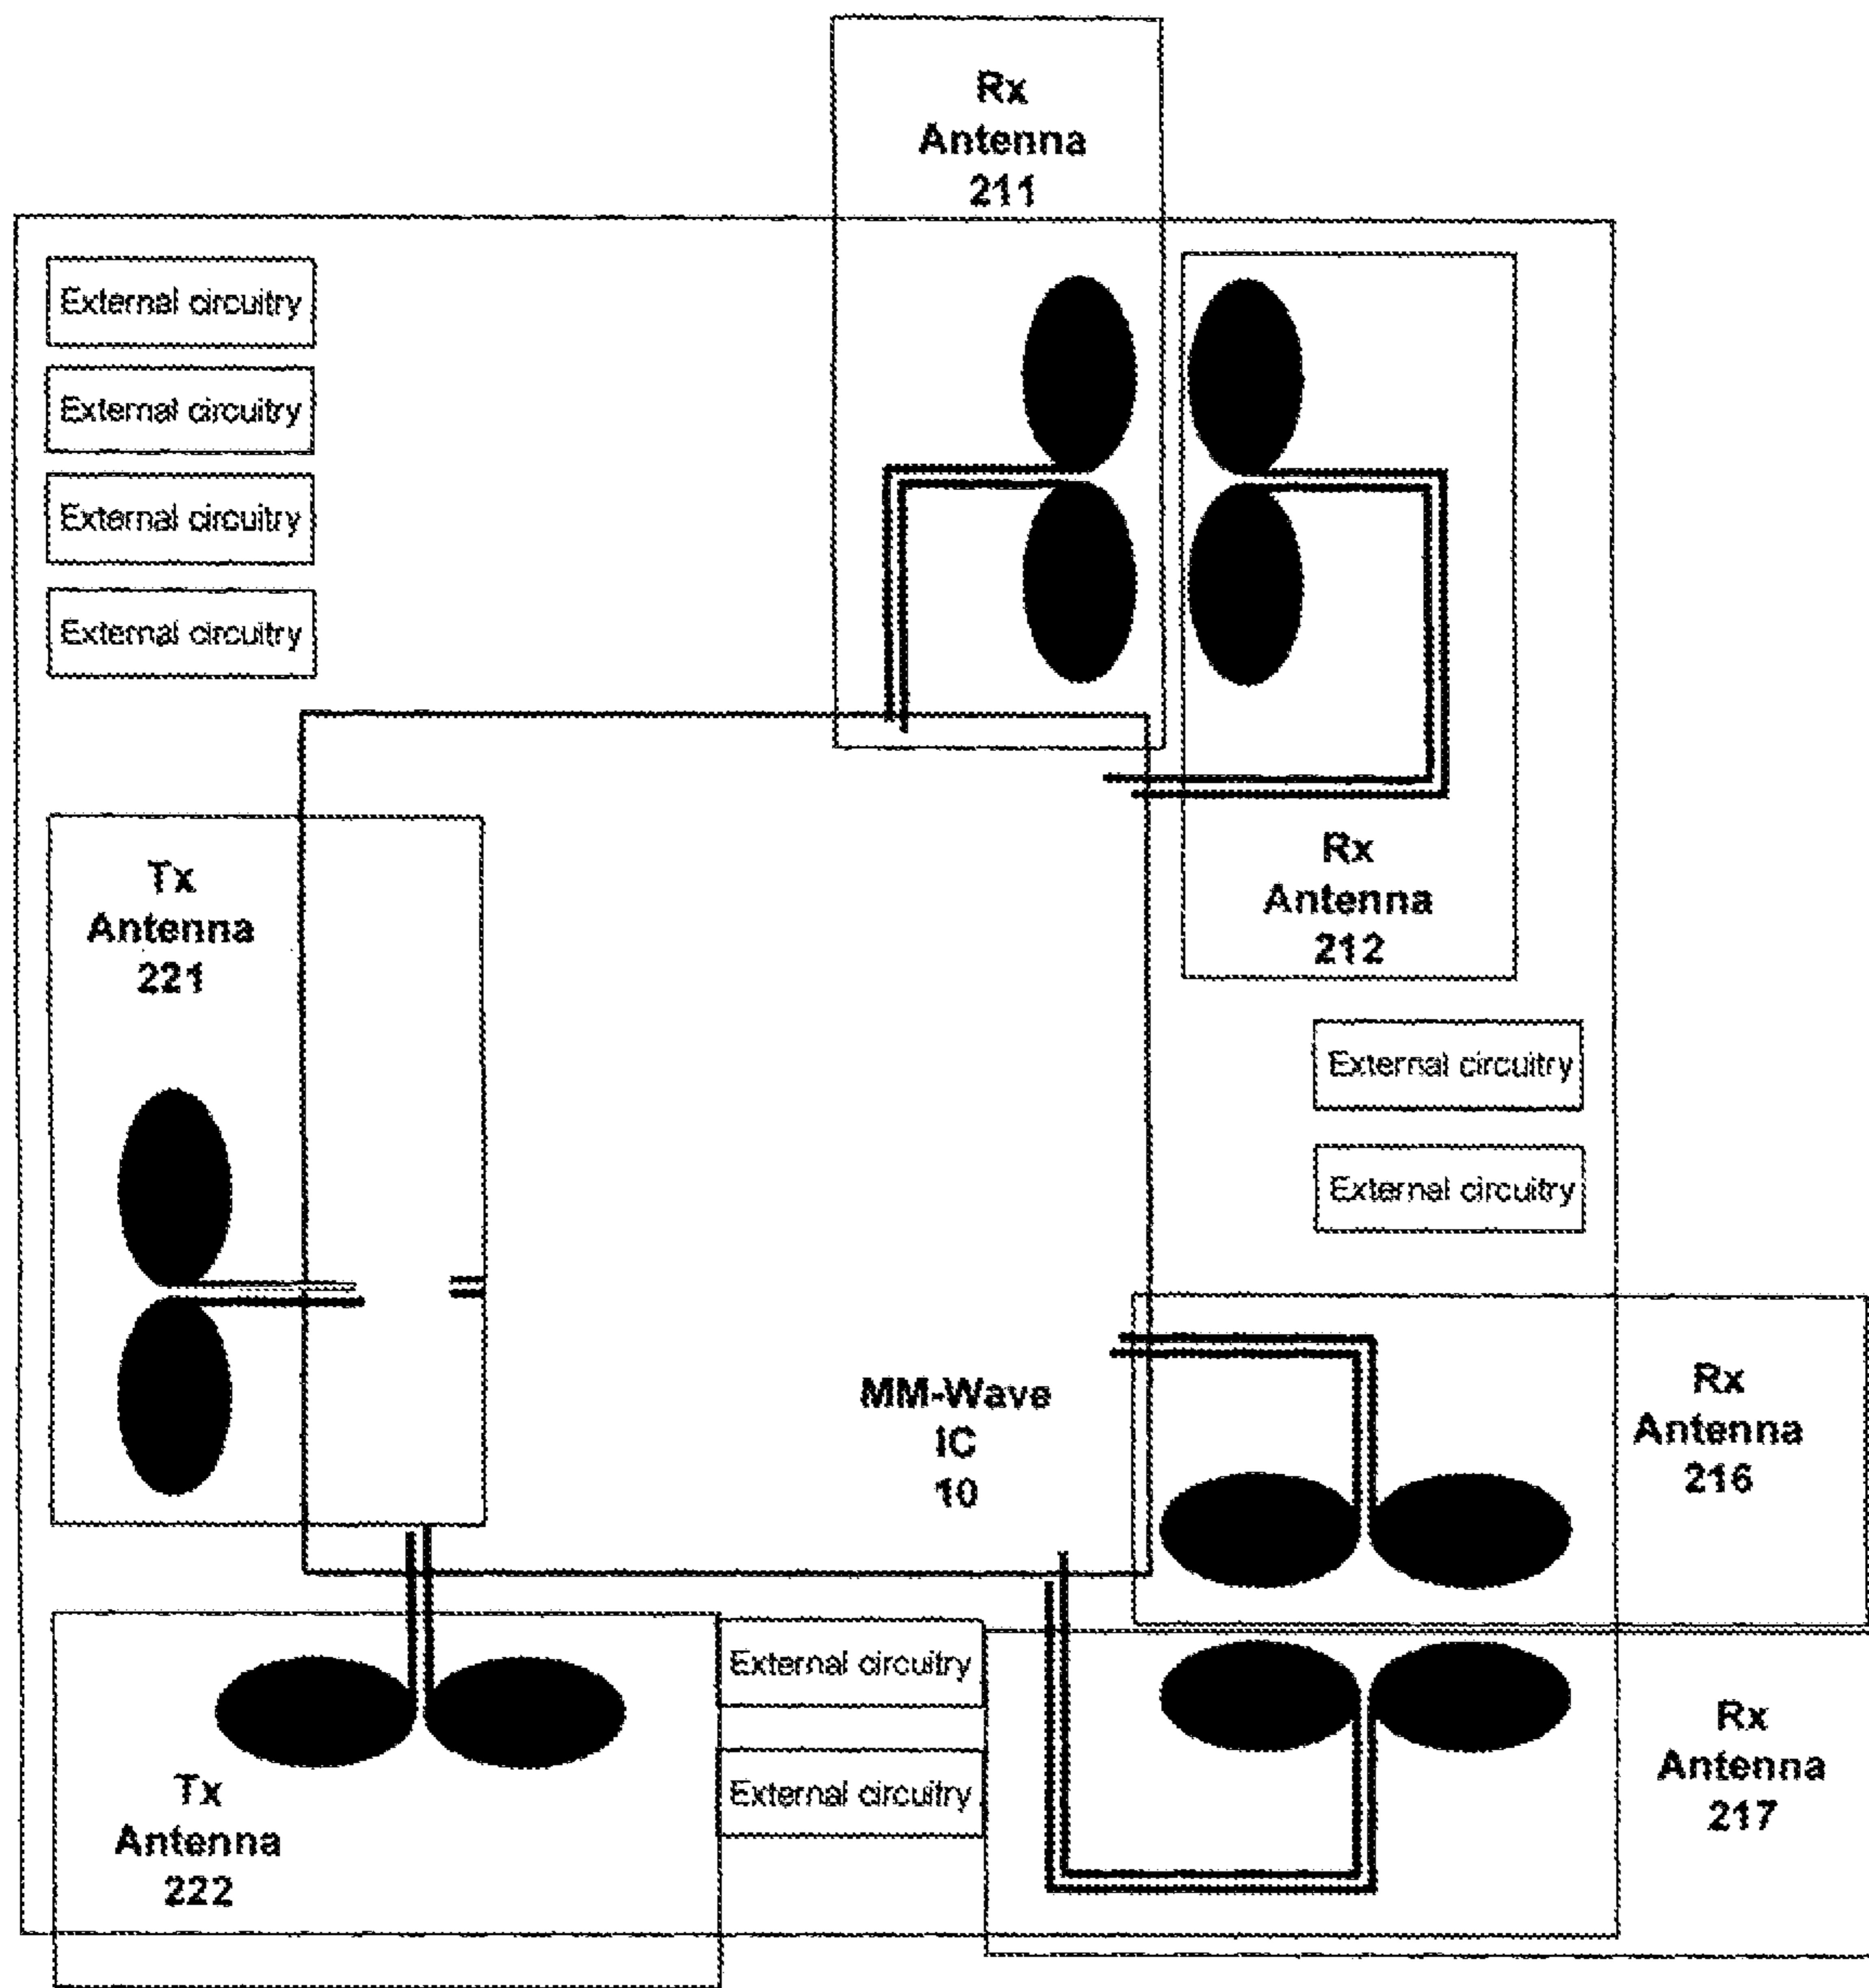 Rx
Antenna
211
External circuitry
External circuitry
External circuitry
External circuitry
Rx
Antenna
212
Tx
Antenna
221
External circuitry
External circuitry
MM-Wave
IC
10
Rx
Antenna
216
External circuitry
External circuitry
Rx
Antenna
217
Tx
Antenna
222